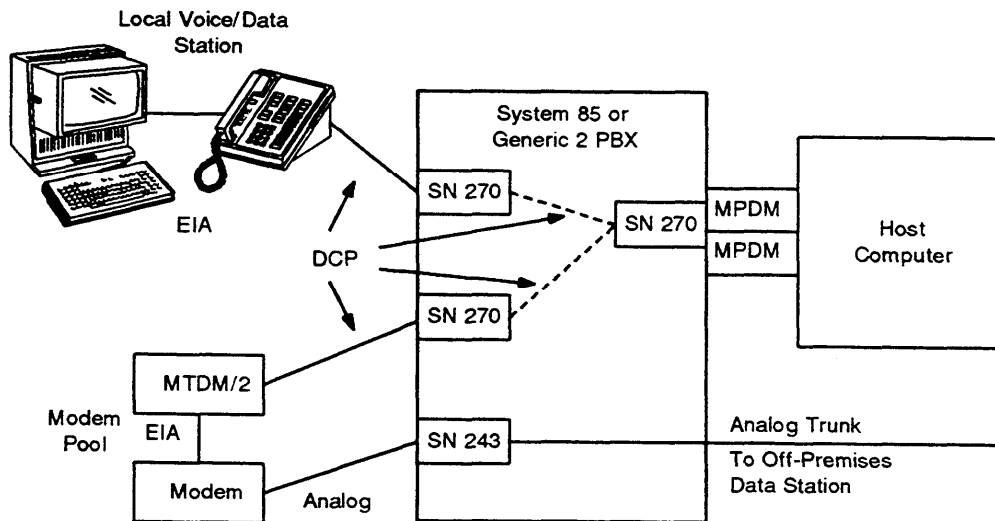 Local Voice/Data
Station
System 85 or
Generic 2 PBX
SN 270
EIA
SN 270
MPDM
MPDM
Host
Computer
DCP
SN 270
MTDM/2
Modem
Pool
EIA
SN 243
Analog Trunk
To Off-Premises
Data Station
Modem
Analog